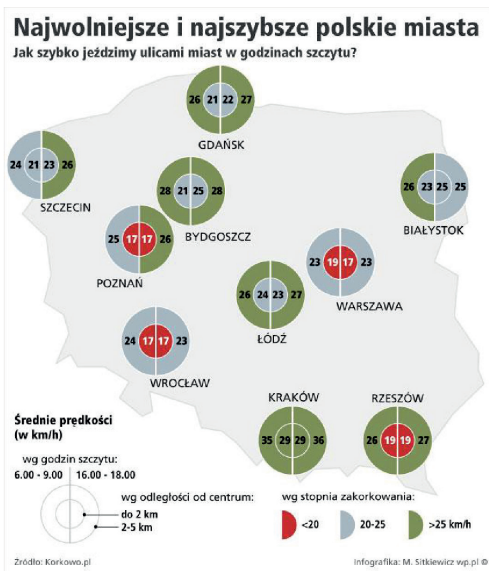 Najwolniejsze i najszybsze polskie miasta
Jak szybko jeździmy ulicami miast w godzinach szczytu?
26 21 22 27
GDAŃSK
24 21 23 26
SZCZECIN
28 21 25 28
BYDGOSZCZ
26 23 25 25
BIAŁYSTOK
25 17 17 26
POZNAŃ
23 19 17 23
WARSZAWA
26 24 23 27
ŁÓDŹ
24 17 17 23
WROCŁAW
KRAKÓW
35 29 29 36
RZESZÓW
26 19 19 27
Średnie prędkości
(w km/h)
wg godzin szczytu:
6.00 - 9.00 16.00 - 18.00
wg odległości od centrum:
do 2 km
2-5 km
wg stopnia zakorkowania:
<20 20-25 >25 km/h
Źródło: Korkowo.pl
Infografika: M. Sitkiewicz wp.pl ©